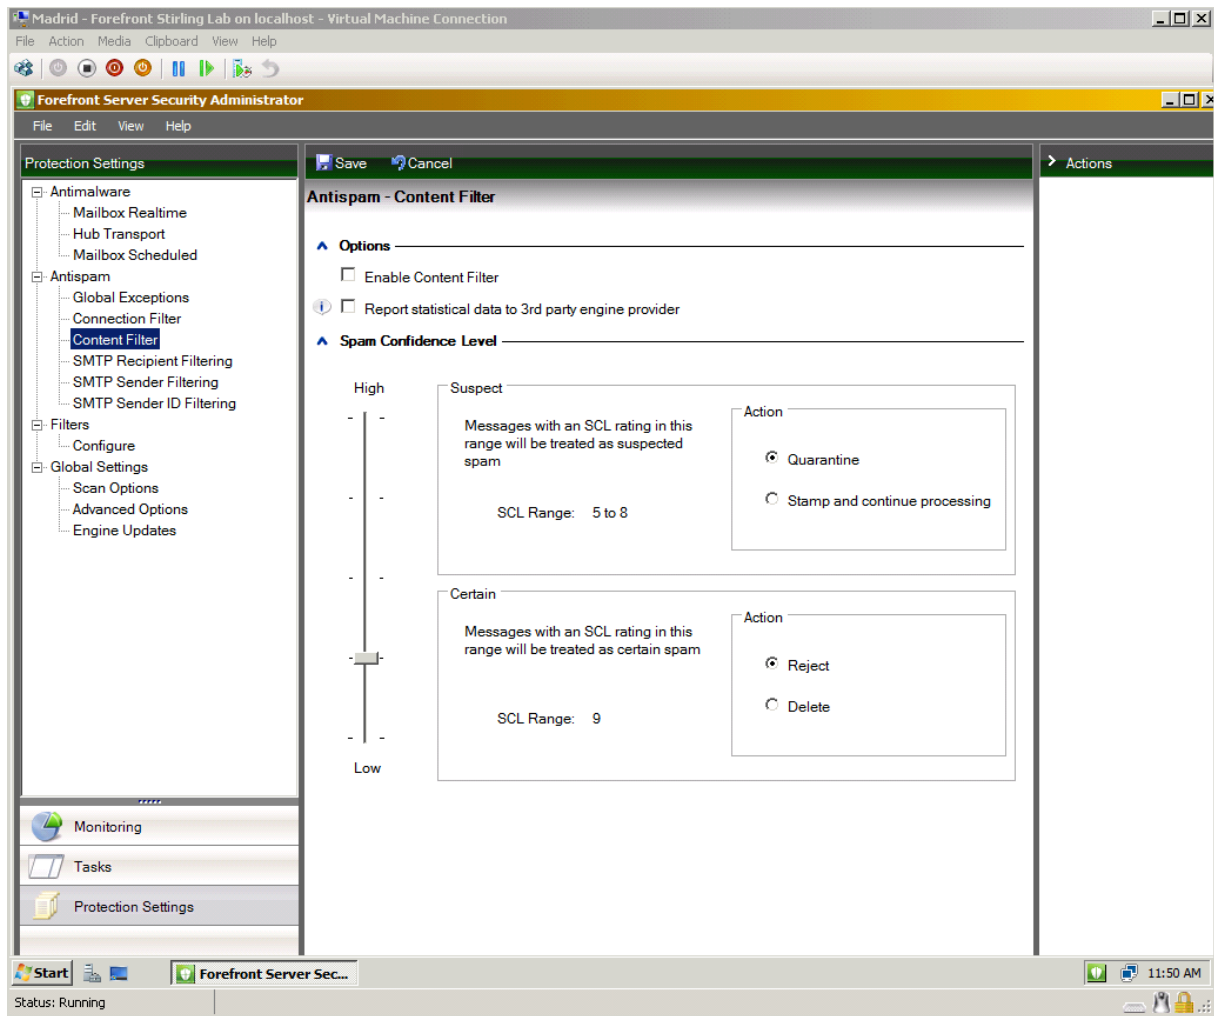 Madrid - Forefront Stirling Lab on localhost - Virtual Machine Connection
File Action Media Clipboard View Help
Forefront Server Security Administrator
File Edit View Help
Protection Settings
Save Cancel
Actions
Antimalware
Mailbox Realtime
Hub Transport
Mailbox Scheduled
Antispam
Global Exceptions
Connection Filter
Content Filter
SMTP Recipient Filtering
SMTP Sender Filtering
SMTP Sender ID Filtering
Filters
Configure
Global Settings
Scan Options
Advanced Options
Engine Updates
Antispam - Content Filter
Options
Enable Content Filter
Report statistical data to 3rd party engine provider
Spam Confidence Level
High
Low
Suspect
Messages with an SCL rating in this
range will be treated as suspected
spam
SCL Range: 5 to 8
Action
Quarantine
Stamp and continue processing
Certain
Messages with an SCL rating in this
range will be treated as certain spam
SCL Range: 9
Action
Reject
Delete
Monitoring
Tasks
Protection Settings
Start
Forefront Server Sec...
11:50 AM
Status: Running